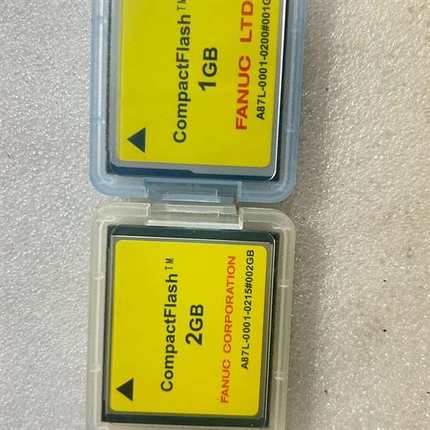 CompactFlash™
1GB
FANUC LTD
A87L-0001-0200#001G
CompactFlash™
2GB
FANUC CORPORATION
A87L-0001-0215#002GB